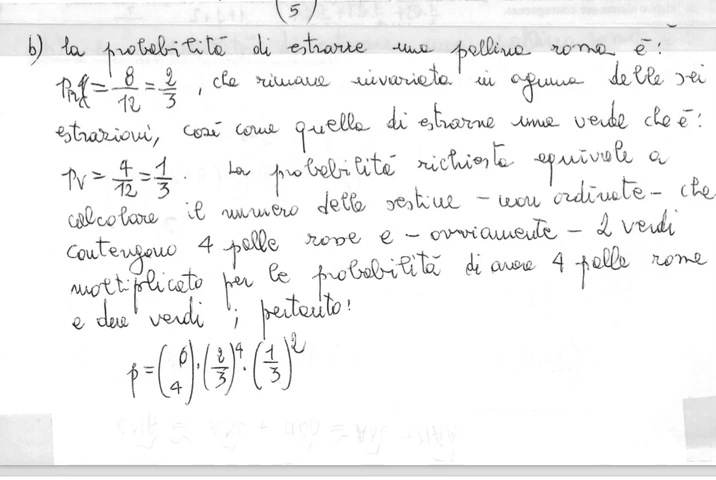 (5)
b) la probabilità di estrarre una pallina rossa è:
PR = 8/12 = 2/3, che rimane invariata in ognuna delle sei
estrazioni, così come quella di estrarne una verde che è:
PV = 4/12 = 1/3. La probabilità richiesta equivale a
calcolare il numero delle sestine – non ordinate – che
contengono 4 palle rosse e – ovviamente – 2 verdi
moltiplicato per le probabilità di avere 4 palle rosse
e due verdi; pertanto:
p = (6 4) · (2/3)^4 · (1/3)^2